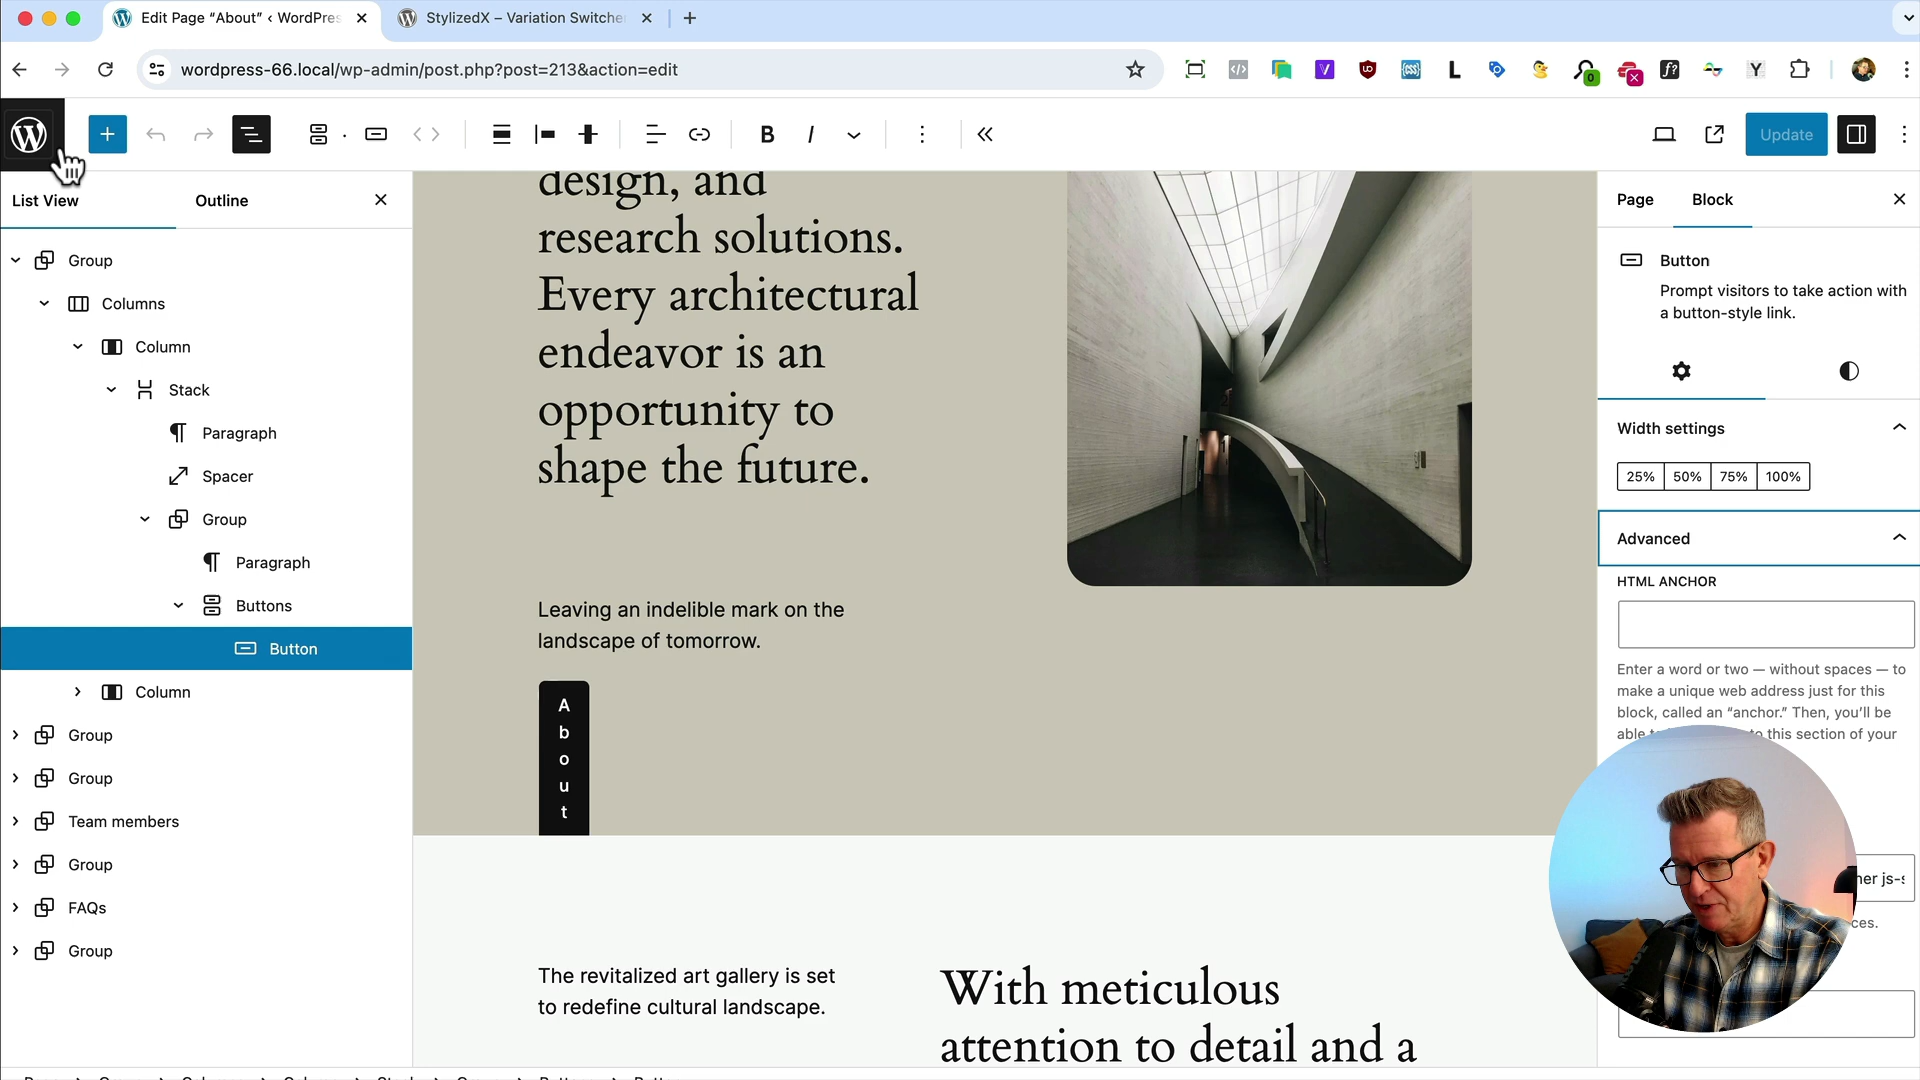 Edit Page “About” ‹ WordPres
StylizedX – Variation Switche
wordpress-66.local/wp-admin/post.php?post=213&action=edit
Update
List View
Outline
Group
Columns
Column
Stack
Paragraph
Spacer
Group
Paragraph
Buttons
Button
Column
Group
Group
Team members
Group
FAQs
Group
design, and
research solutions.
Every architectural
endeavor is an
opportunity to
shape the future.
Leaving an indelible mark on the
landscape of tomorrow.
A
b
o
u
t
The revitalized art gallery is set
to redefine cultural landscape.
With meticulous
attention to detail and a
Page
Block
Button
Prompt visitors to take action with
a button-style link.
Width settings
25%
50%
75%
100%
Advanced
HTML ANCHOR
Enter a word or two — without spaces — to
make a unique web address just for this
block, called an “anchor.” Then, you’ll be
able to this section of your
ner js-s
ces.